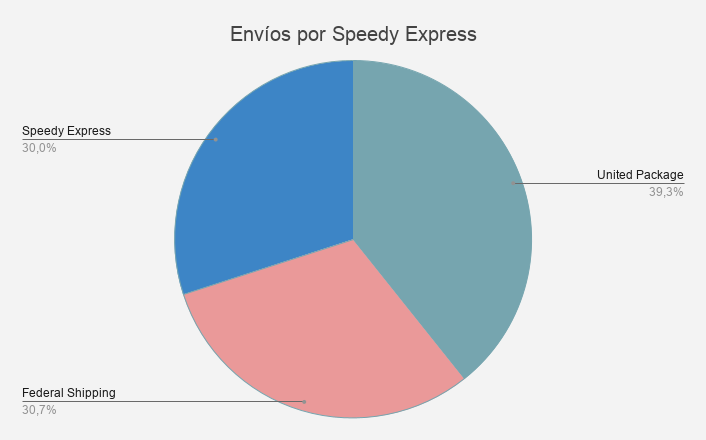 Envíos por Speedy Express
Speedy Express
30,0%
United Package
39,3%
Federal Shipping
30,7%